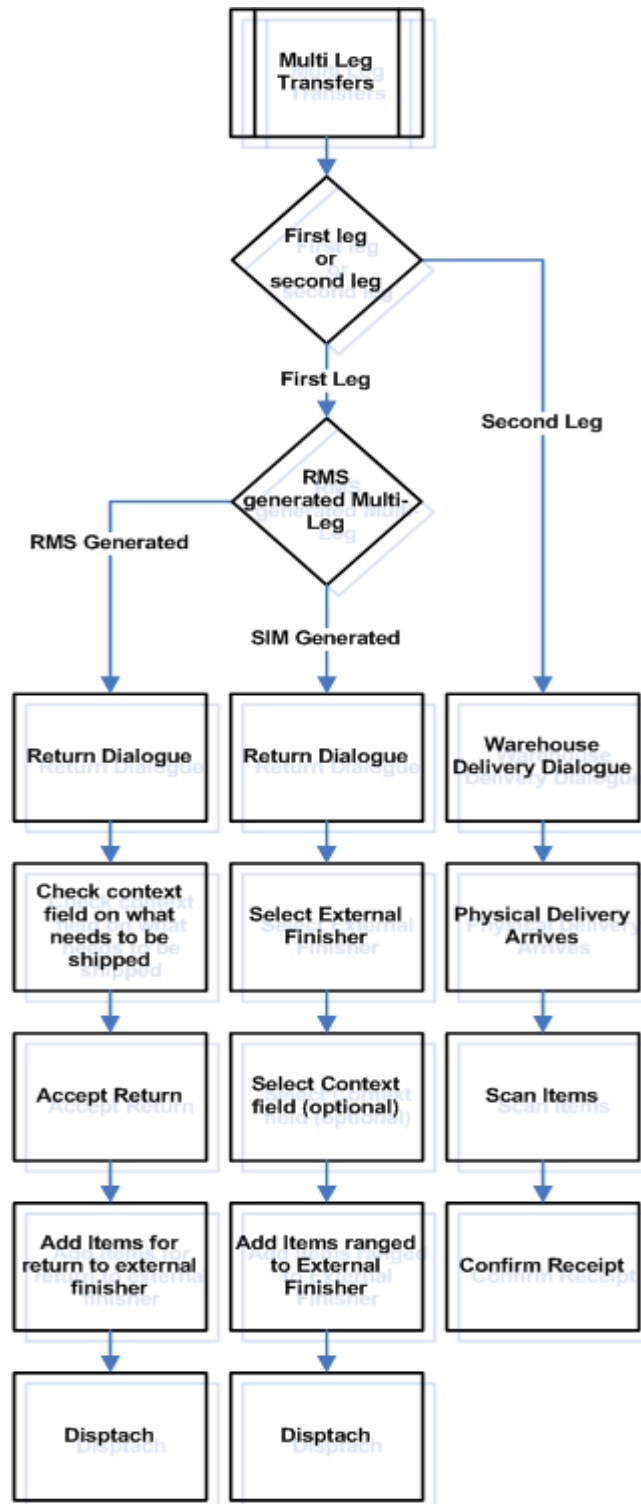 Multi Leg
Transfers
First leg
or
second leg
First Leg
Second Leg
RMS
generated Multi-
Leg
RMS Generated
SIM Generated
Return Dialogue
Return Dialogue
Warehouse
Delivery Dialogue
Check context
field on what
needs to be
shipped
Select External
Finisher
Physical Delivery
Arrives
Accept Return
Select Context
field (optional)
Scan Items
Add Items for
return to external
finisher
Add Items ranged
to External
Finisher
Confirm Receipt
Disptach
Disptach